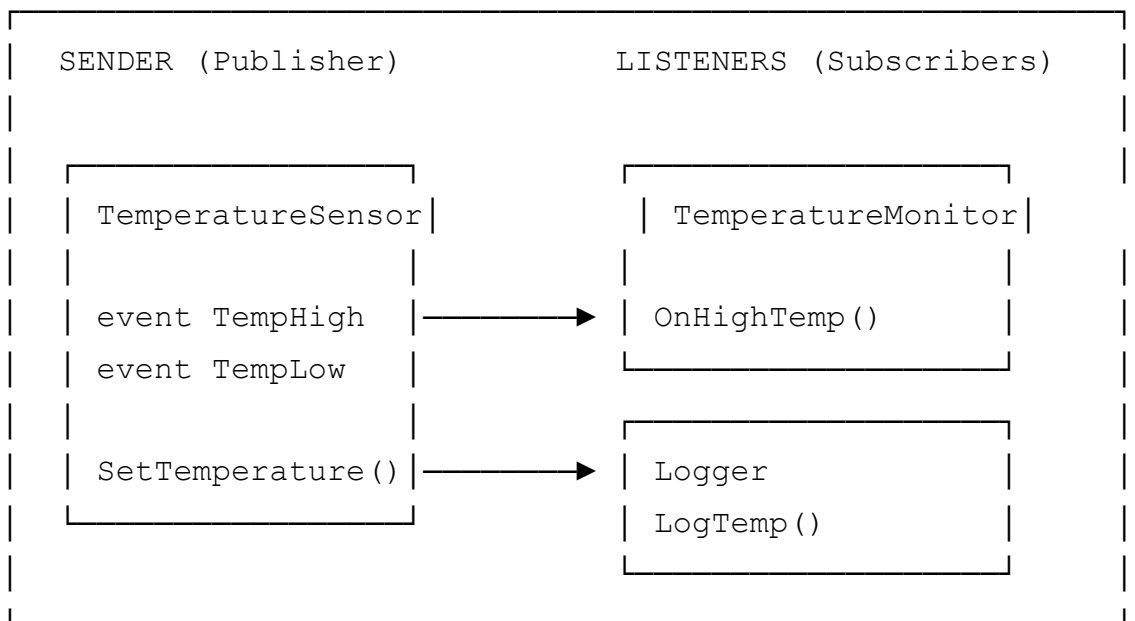 SENDER (Publisher) LISTENERS (Subscribers)
TemperatureSensor TemperatureMonitor
event TempHigh OnHighTemp()
event TempLow
SetTemperature() Logger
LogTemp()